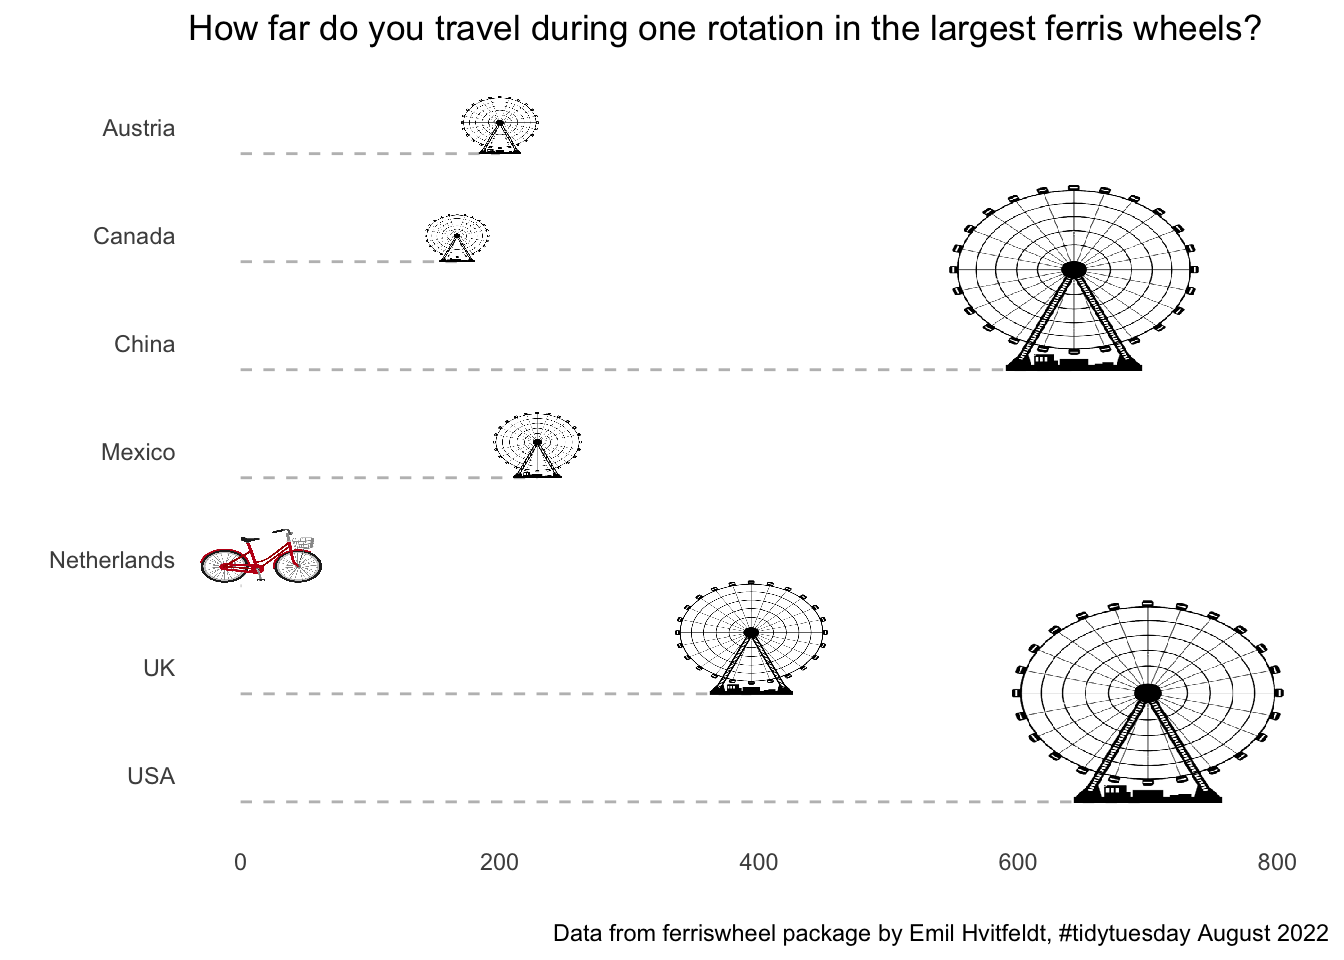 How far do you travel during one rotation in the largest ferris wheels?
Austria
Canada
China
Mexico
Netherlands
UK
USA
0 200 400 600 800
Data from ferriswheel package by Emil Hvitfeldt, #tidytuesday August 2022